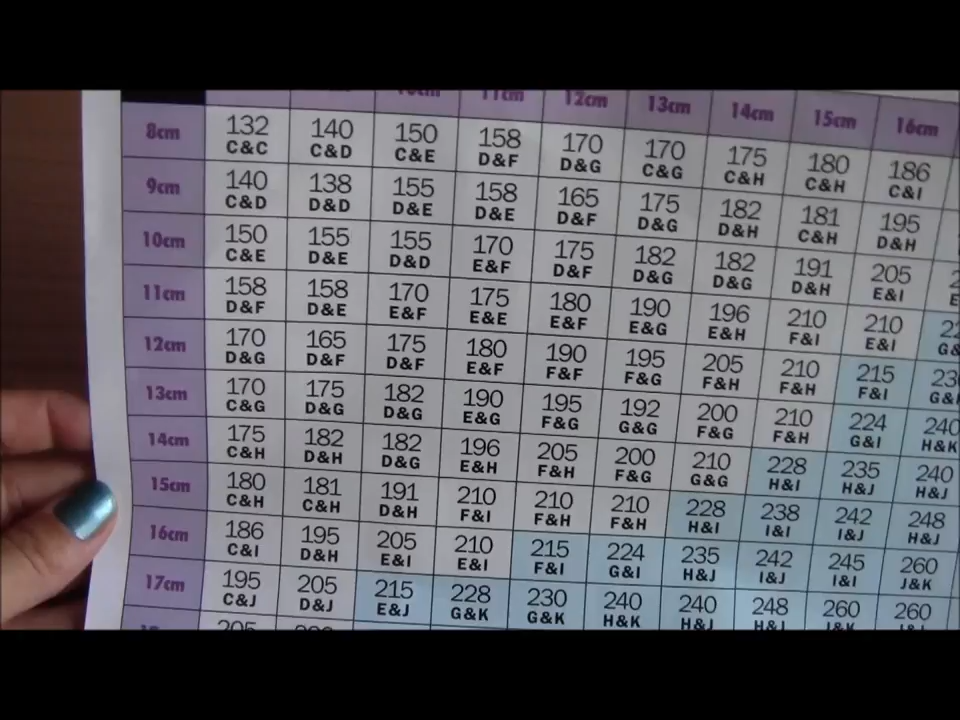 10cm 11cm 12cm 13cm 14cm 15cm 16cm
8cm 132 140 150 158 170 170 175 180 186
C&C C&D C&E D&F D&G C&G C&H C&H C&I
9cm 140 138 155 158 165 175 182 181 195
C&D D&D D&E D&E D&F D&G D&H C&H D&H
10cm 150 155 155 170 175 182 182 191 205
C&E D&E D&D E&F D&F D&G D&G D&H E&I
11cm 158 158 170 175 180 190 196 210 210
D&F D&E E&F E&E E&F E&G E&H F&I E&I
12cm 170 165 175 180 190 195 205 210 215
D&G D&F D&F E&F F&F F&G F&H F&H F&I
13cm 170 175 182 190 195 192 200 210 224 240
C&G D&G D&G E&G F&G G&G F&G F&H G&I H&K
14cm 175 182 182 196 205 200 210 228 235 240
C&H D&H D&G E&H F&H F&G G&G H&I H&J H&J
15cm 180 181 191 210 210 210 228 238 242 248
C&H C&H D&H F&I F&H F&H H&I I&I I&J H&J
16cm 186 195 205 210 215 224 235 242 245 260
C&I D&H E&I E&I F&I G&I H&J I&J I&I J&K
17cm 195 205 215 228 230 240 240 248 260 260
C&J D&J E&J G&K G&K H&K H&J H&J
205